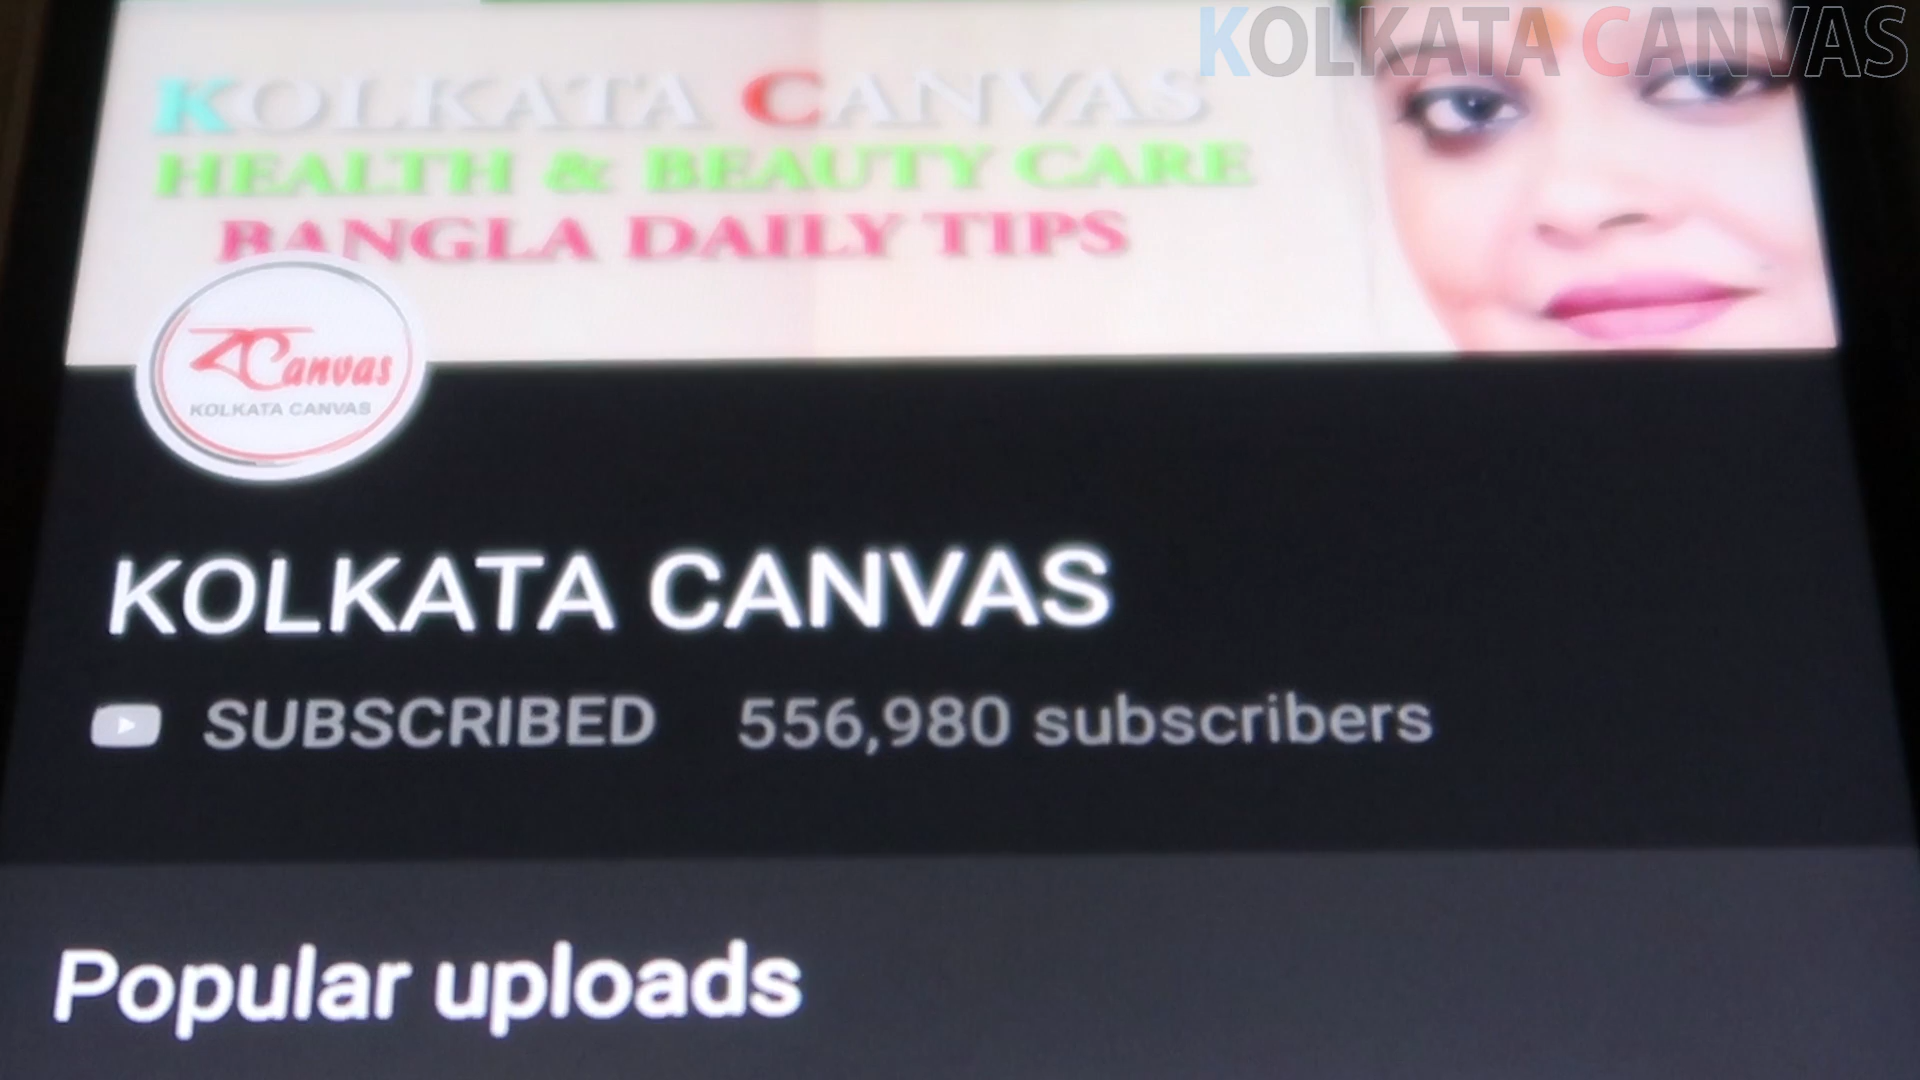 KOLKATA CANVAS
KOLKATA CANVAS
HEALTH & BEAUTY CARE
BANGLA DAILY TIPS
Canvas
KOLKATA CANVAS
KOLKATA CANVAS
SUBSCRIBED 556,980 subscribers
Popular uploads